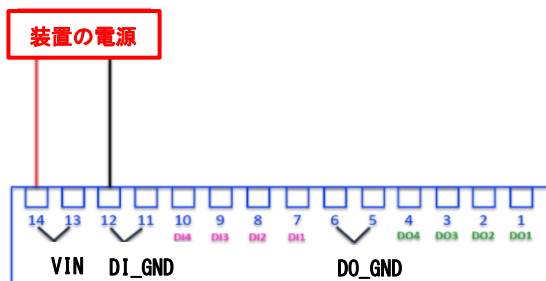 装置の電源
14 13 12 11 10 9 8 7 6 5 4 3 2 1
DI4 DI3 DI2 DI1 DO4 DO3 DO2 DO1
VIN DI_GND DO_GND